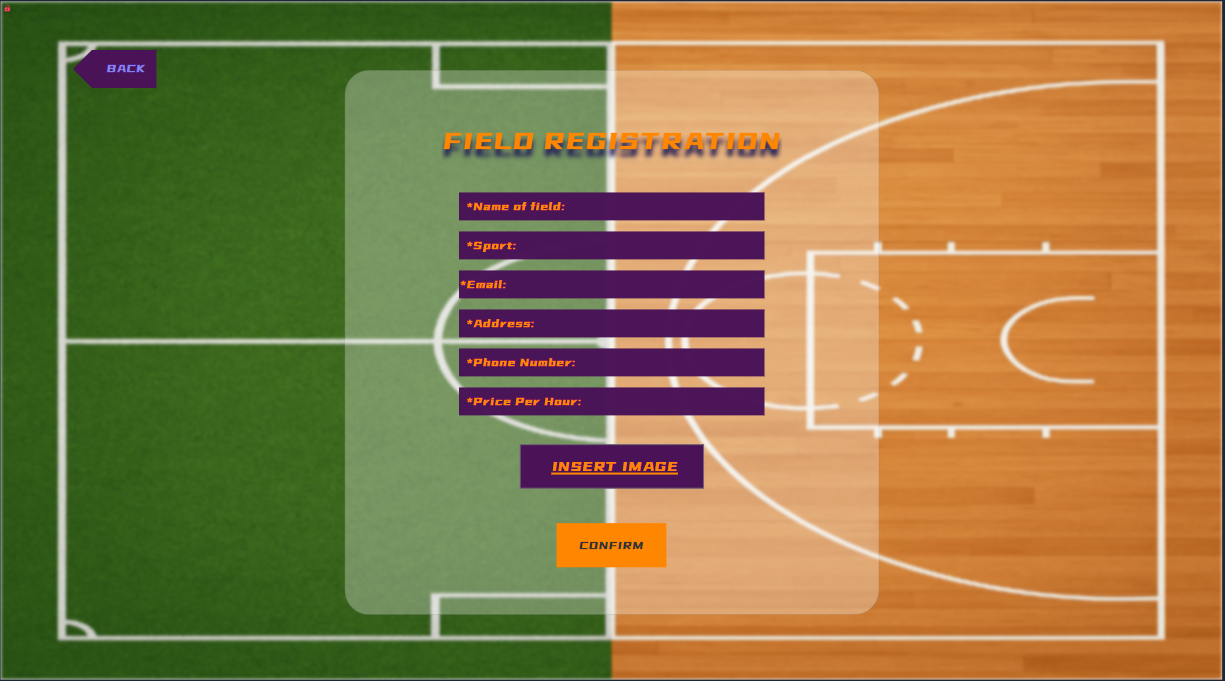 BACK
FIELD REGISTRATION
*Name of field:
*Sport:
*Email:
*Address:
*Phone Number:
*Price Per Hour:
INSERT IMAGE
CONFIRM